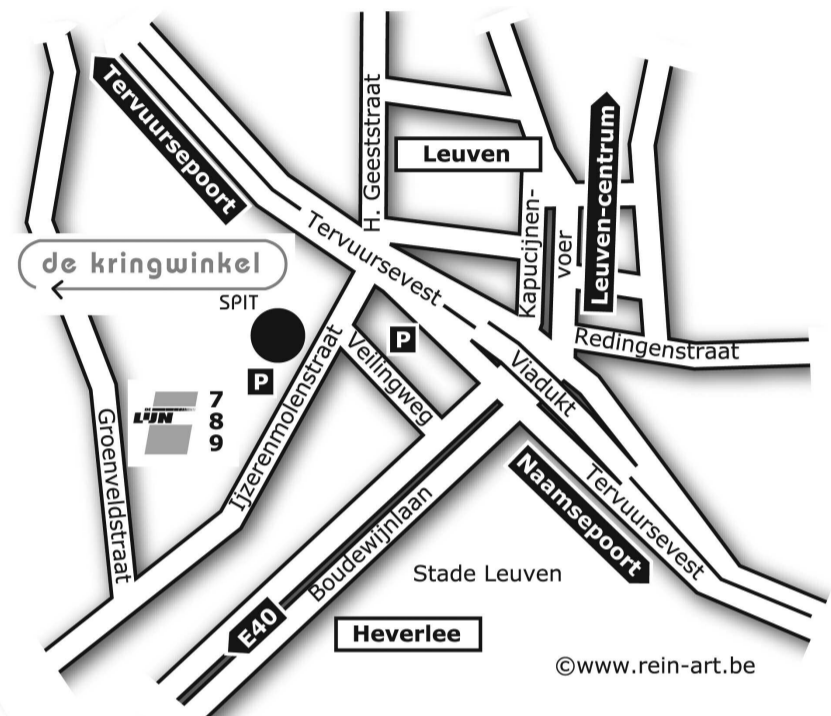 Tervuursepoort
H. Geeststraat
Leuven
Leuven-centrum
Kapucijnen-
voer
Tervuursevest
de kringwinkel
SPIT
P
P
Veilingweg
Redingenstraat
Viadukt
LIJN
7
8
9
Groenveldstraat
Ijzerenmolenstraat
Naamsepoort
Tervuursevest
Boudewijnlaan
Stade Leuven
E40
Heverlee
©www.rein-art.be